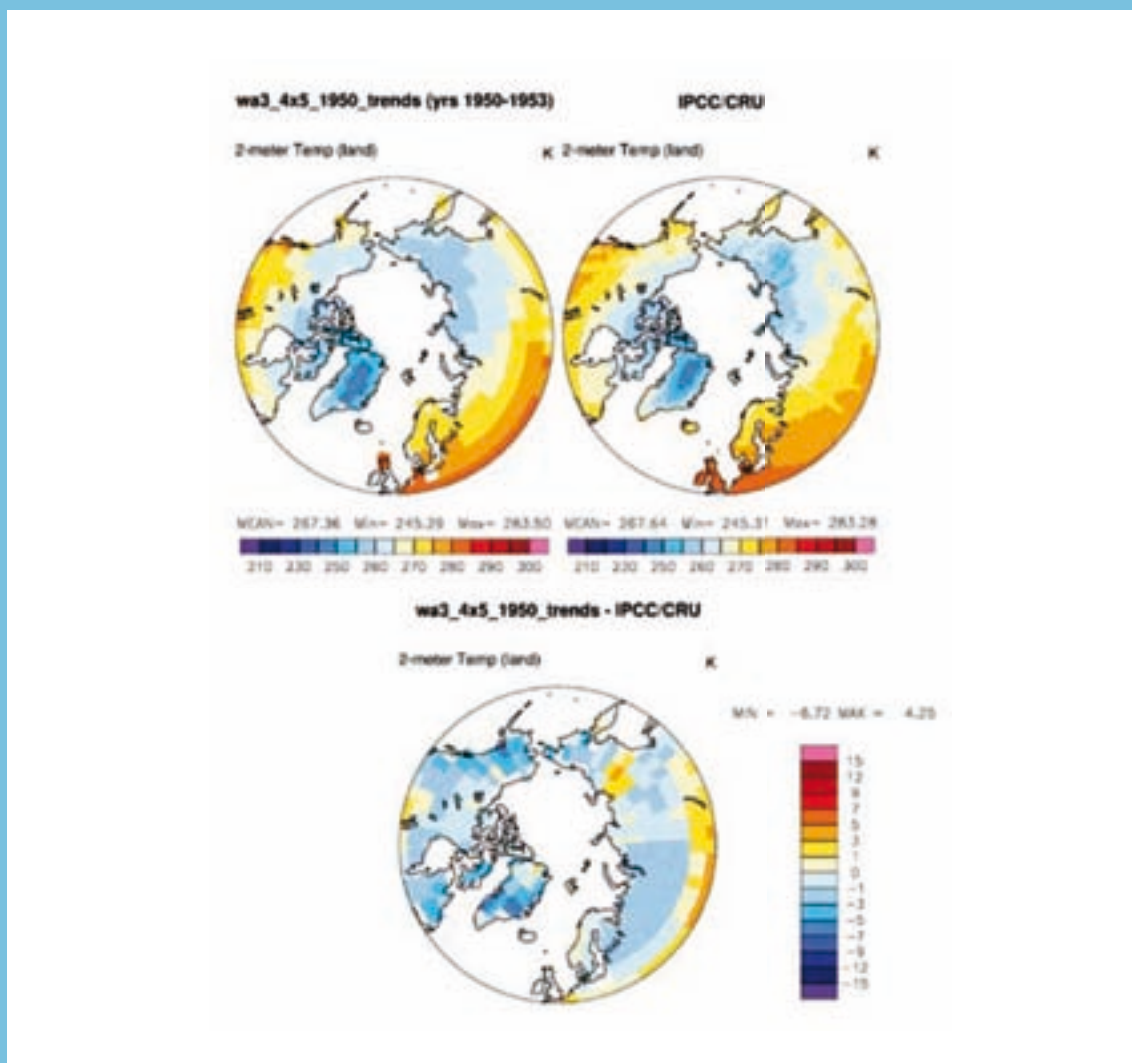 wa3_4x5_1950_trends (yrs 1950-1953)
IPCC/CRU
2-meter Temp (land) K
2-meter Temp (land) K
MEAN= 267.36 Min= 245.29 Max= 283.50
MEAN= 267.64 Min= 245.31 Max= 283.28
210 230 250 260 270 280 290 300
210 230 250 260 270 280 290 300
wa3_4x5_1950_trends - IPCC/CRU
2-meter Temp (land) K
MIN = -6.72 MAX = 4.25
15
12
9
7
5
3
1
0
-1
-3
-5
-7
-9
-12
-15